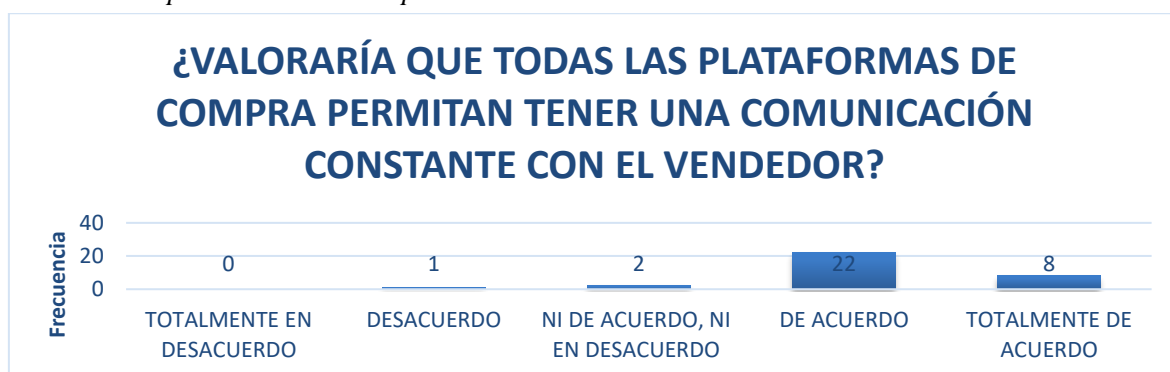 ¿VALORARÍA QUE TODAS LAS PLATAFORMAS DE
COMPRA PERMITAN TENER UNA COMUNICACIÓN
CONSTANTE CON EL VENDEDOR?
Frecuencia
40
20
0
0
1
2
22
8
TOTALMENTE EN
DESACUERDO
DESACUERDO
NI DE ACUERDO, NI
EN DESACUERDO
DE ACUERDO
TOTALMENTE DE
ACUERDO